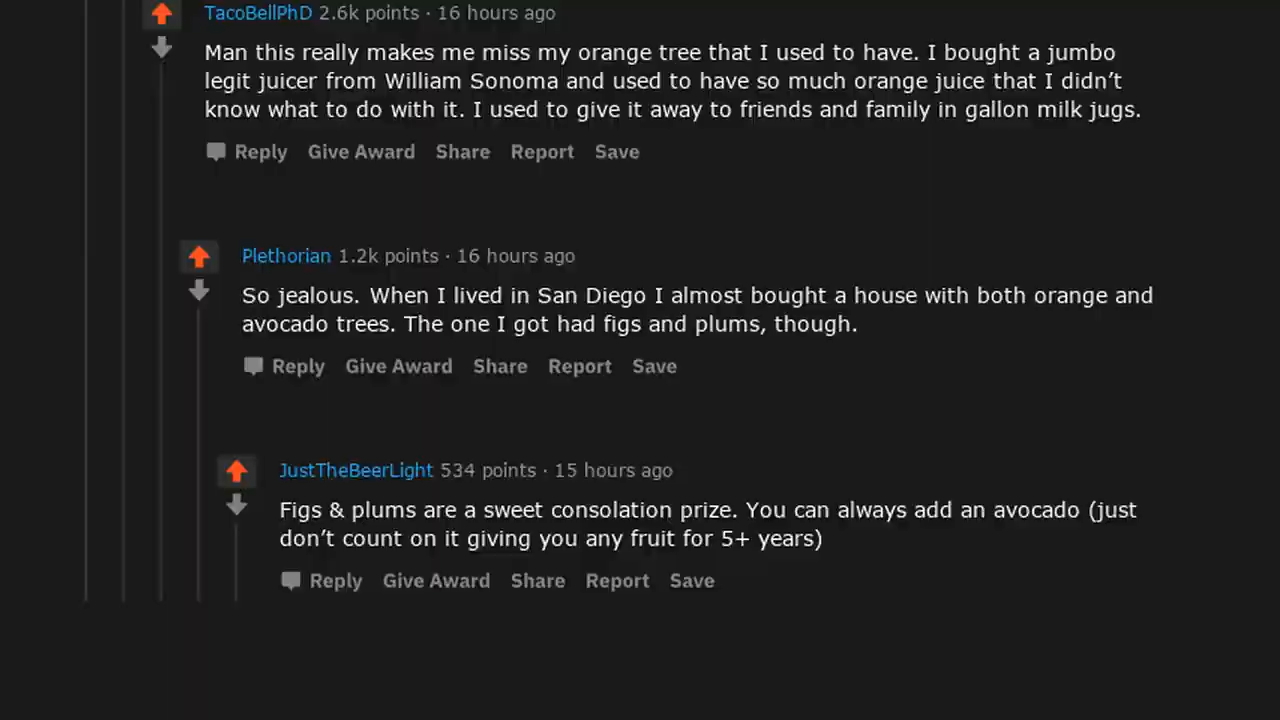 TacoBellPhD 2.6k points · 16 hours ago
Man this really makes me miss my orange tree that I used to have. I bought a jumbo
legit juicer from William Sonoma and used to have so much orange juice that I didn’t
know what to do with it. I used to give it away to friends and family in gallon milk jugs.
Reply Give Award Share Report Save
Plethorian 1.2k points · 16 hours ago
So jealous. When I lived in San Diego I almost bought a house with both orange and
avocado trees. The one I got had figs and plums, though.
Reply Give Award Share Report Save
JustTheBeerLight 534 points · 15 hours ago
Figs & plums are a sweet consolation prize. You can always add an avocado (just
don’t count on it giving you any fruit for 5+ years)
Reply Give Award Share Report Save